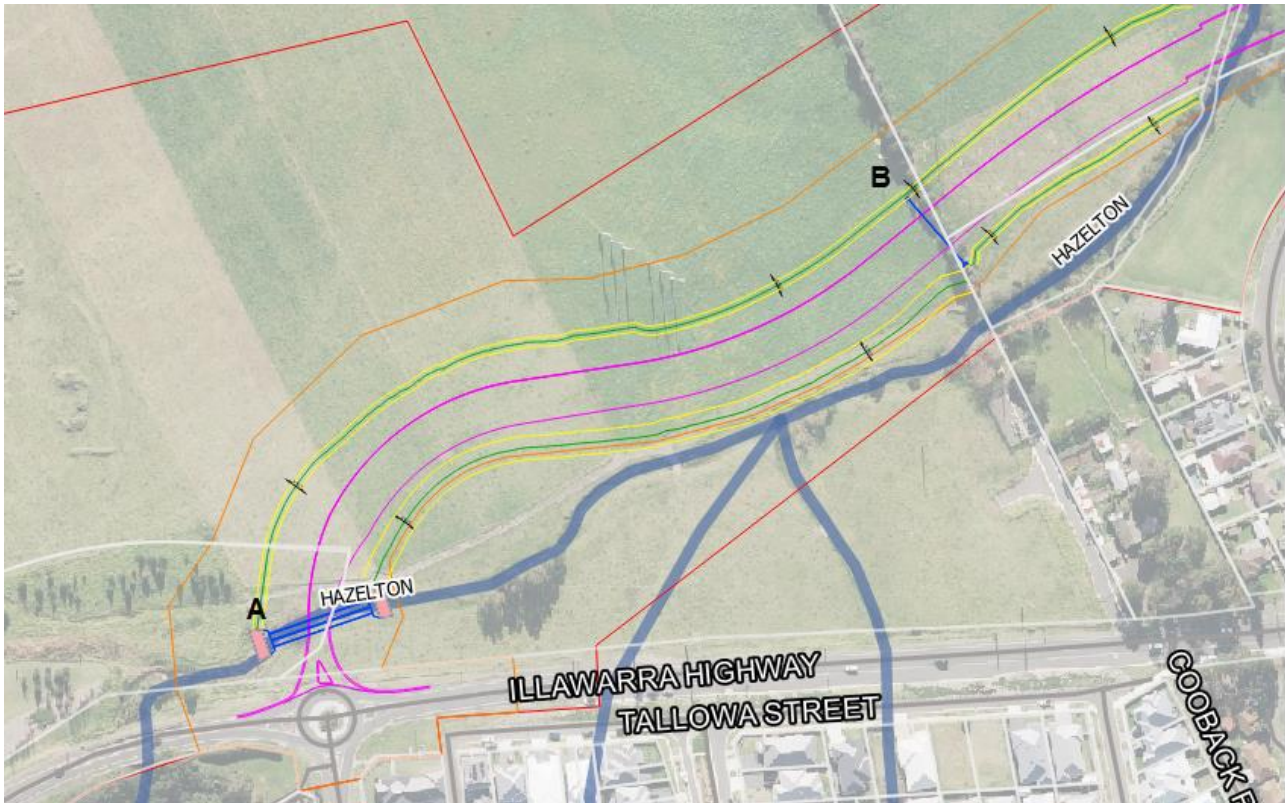 B
HAZELTON
A
HAZELTON
ILLAWARRA HIGHWAY
TALLOWA STREET
COOBACK